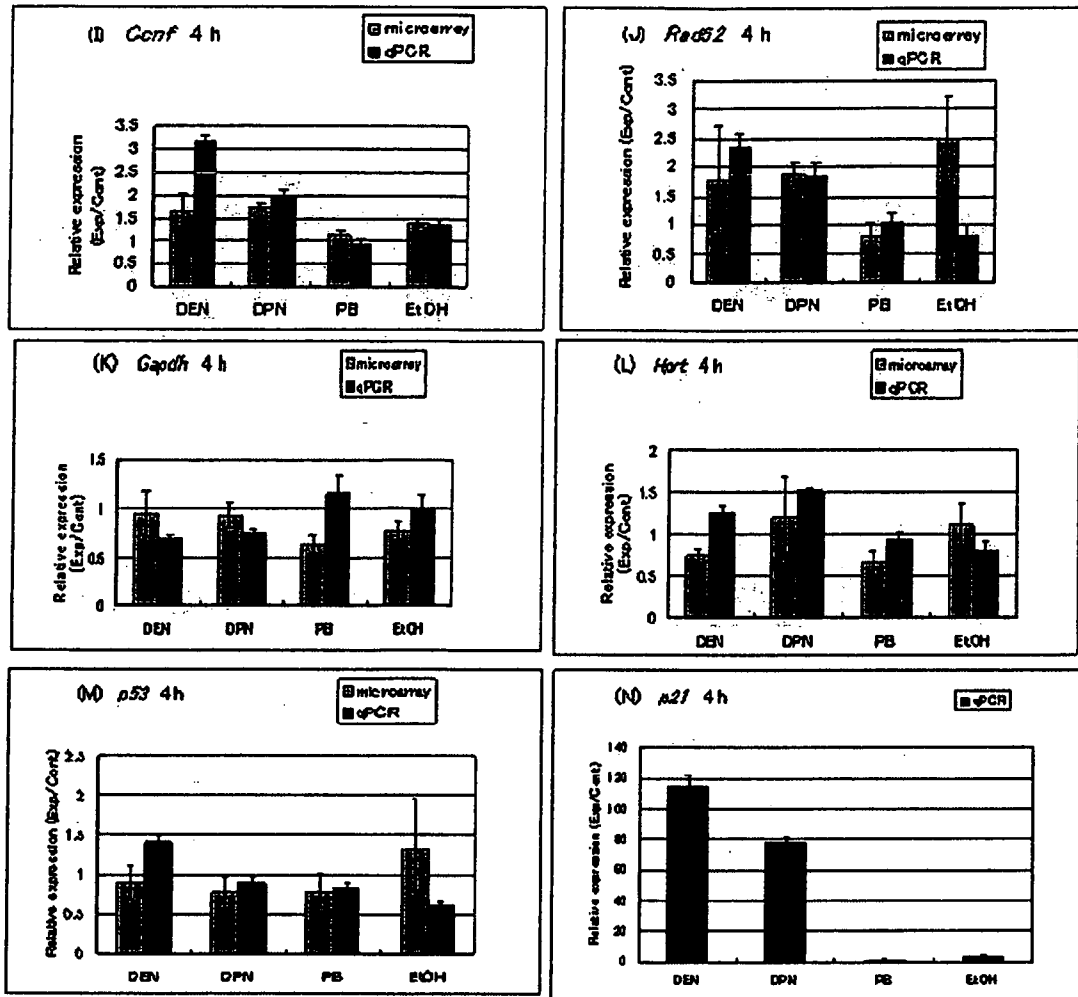 (I) Ccnf 4 h
microarray
qPCR
Relative expression
(Exp/Cont)
3.5
3
2.5
2
1.5
1
0.5
0
DEN DPN PB EtOH
(J) Rad52 4 h
microarray
qPCR
Relative expression (Exp/Cont)
3.5
3
2.5
2
1.5
1
0.5
0
DEN DPN PB EtOH
(K) Gapdh 4 h
microarray
qPCR
Relative expression
(Exp/Cont)
1.5
1
0.5
0
DEN DPN PB EtOH
(L) Hprt 4 h
microarray
qPCR
Relative expression
(Exp/Cont)
2
1.5
1
0.5
0
DEN DPN PB EtOH
(M) p53 4 h
microarray
qPCR
Relative expression (Exp/Cont)
2.5
2
1.5
1
0.5
0
DEN DPN PB EtOH
(N) p21 4 h
qPCR
Relative expression (Exp/Cont)
140
120
100
80
60
40
20
0
DEN DPN PB EtOH